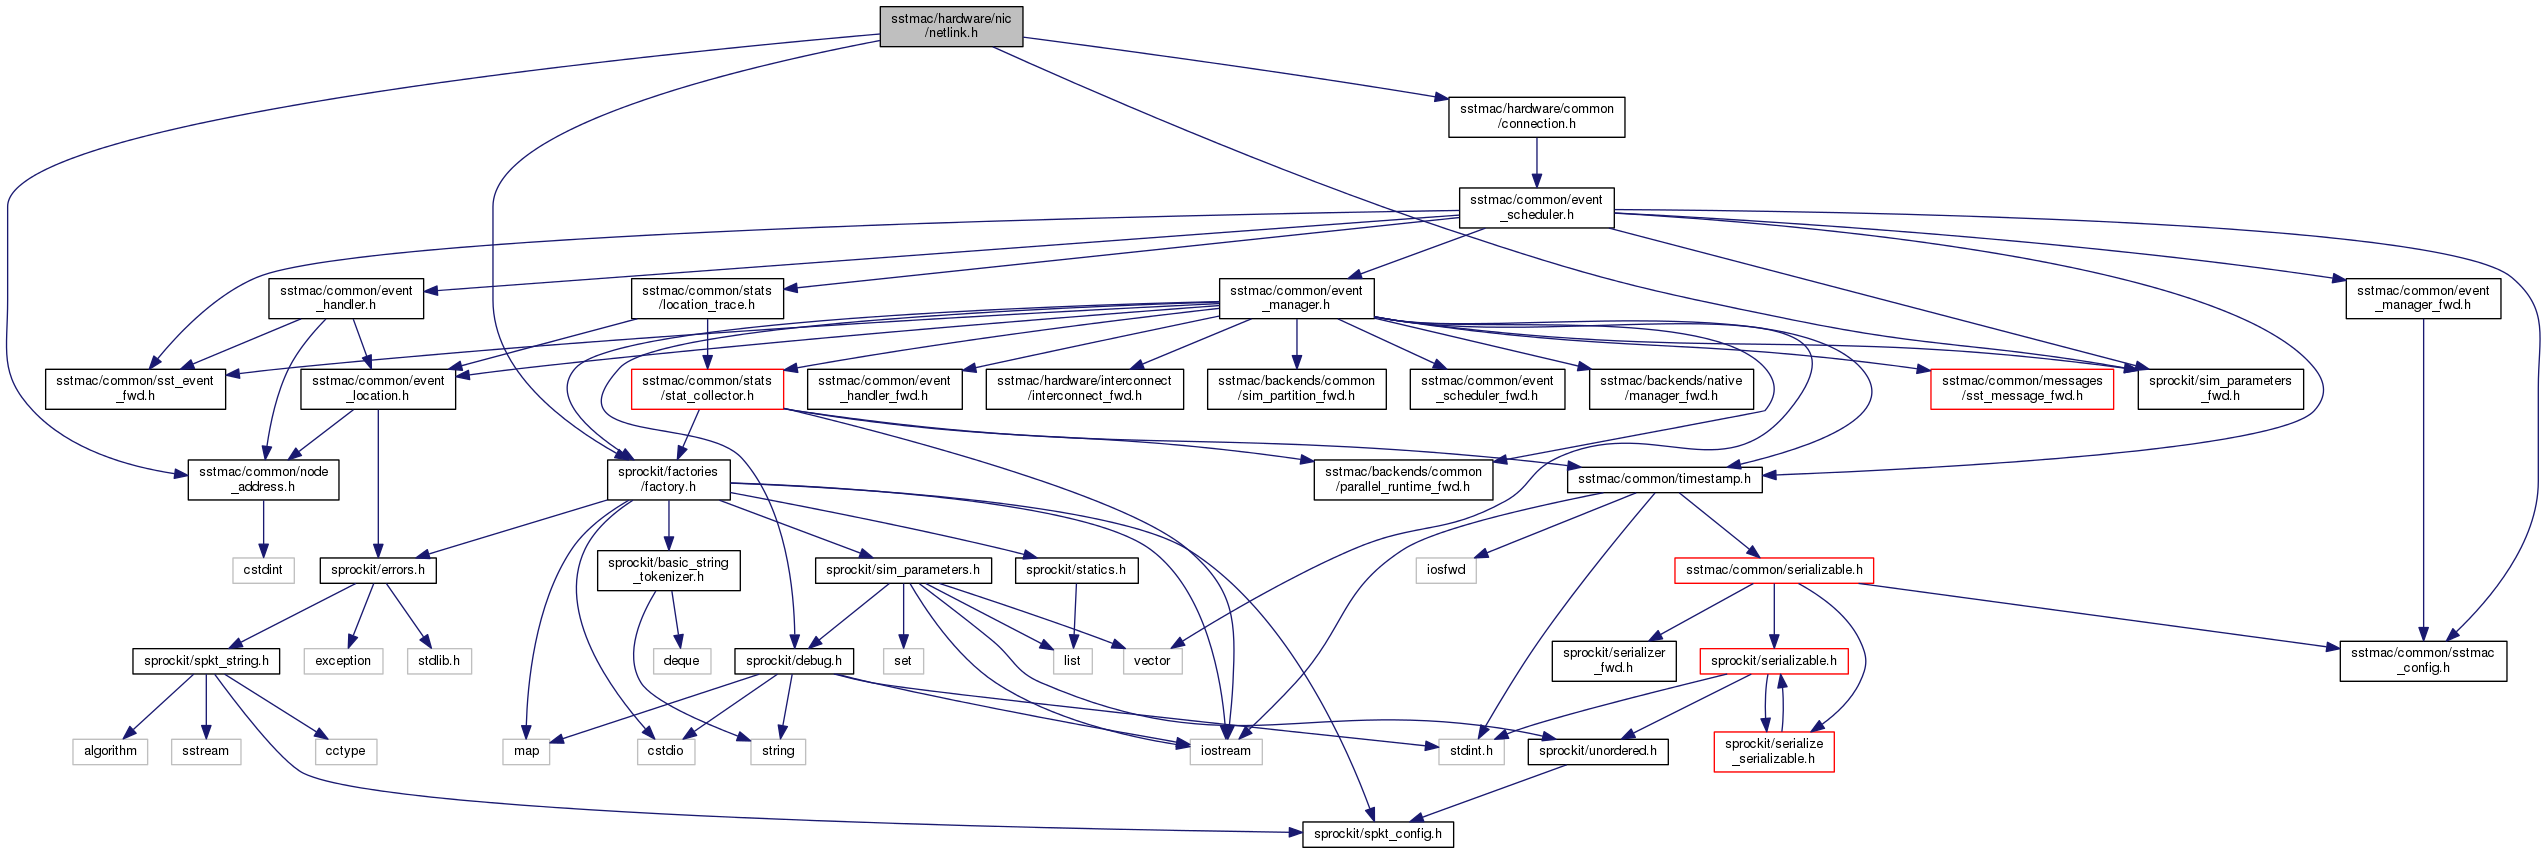 sstmac/hardware/nic
/netlink.h
sstmac/hardware/common
/connection.h
sstmac/common/event
_scheduler.h
sstmac/common/event
_handler.h
sstmac/common/stats
/location_trace.h
sstmac/common/event
_manager.h
sstmac/common/event
_manager_fwd.h
sstmac/common/sst_event
_fwd.h
sstmac/common/event
_location.h
sstmac/common/stats
/stat_collector.h
sstmac/common/event
_handler_fwd.h
sstmac/hardware/interconnect
/interconnect_fwd.h
sstmac/backends/common
/sim_partition_fwd.h
sstmac/common/event
_scheduler_fwd.h
sstmac/backends/native
/manager_fwd.h
sstmac/common/messages
/sst_message_fwd.h
sprockit/sim_parameters
_fwd.h
sstmac/common/node
_address.h
sprockit/factories
/factory.h
sstmac/backends/common
/parallel_runtime_fwd.h
sstmac/common/timestamp.h
cstdint
sprockit/errors.h
sprockit/basic_string
_tokenizer.h
sprockit/sim_parameters.h
sprockit/statics.h
iosfwd
sstmac/common/serializable.h
sprockit/spkt_string.h
exception
stdlib.h
deque
sprockit/debug.h
set
list
vector
sprockit/serializer
_fwd.h
sprockit/serializable.h
sstmac/common/sstmac
_config.h
algorithm
sstream
cctype
map
cstdio
string
iostream
stdint.h
sprockit/unordered.h
sprockit/serialize
_serializable.h
sprockit/spkt_config.h